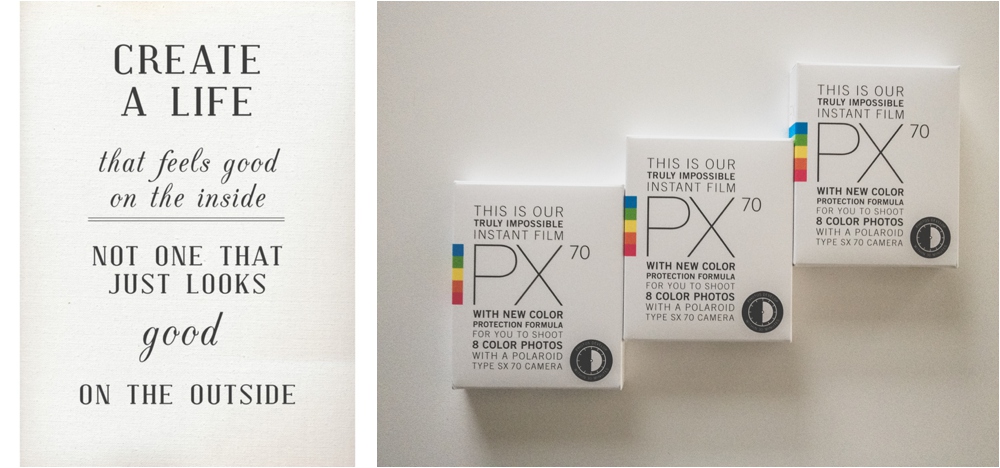 CREATE
A LIFE
that feels good
on the inside
NOT ONE THAT
JUST LOOKS
good
ON THE OUTSIDE
THIS IS OUR
TRULY IMPOSSIBLE
INSTANT FILM
PX 70
WITH NEW COLOR
PROTECTION FORMULA
FOR YOU TO SHOOT
8 COLOR PHOTOS
WITH A POLAROID
TYPE SX 70 CAMERA
THIS IS OUR
TRULY IMPOSSIBLE
INSTANT FILM
PX 70
WITH NEW COLOR
PROTECTION FORMULA
FOR YOU TO SHOOT
8 COLOR PHOTOS
WITH A POLAROID
TYPE SX 70 CAMERA
THIS IS OUR
TRULY IMPOSSIBLE
INSTANT FILM
PX 70
WITH NEW COLOR
PROTECTION FORMULA
FOR YOU TO SHOOT
8 COLOR PHOTOS
WITH A POLAROID
TYPE SX 70 CAMERA